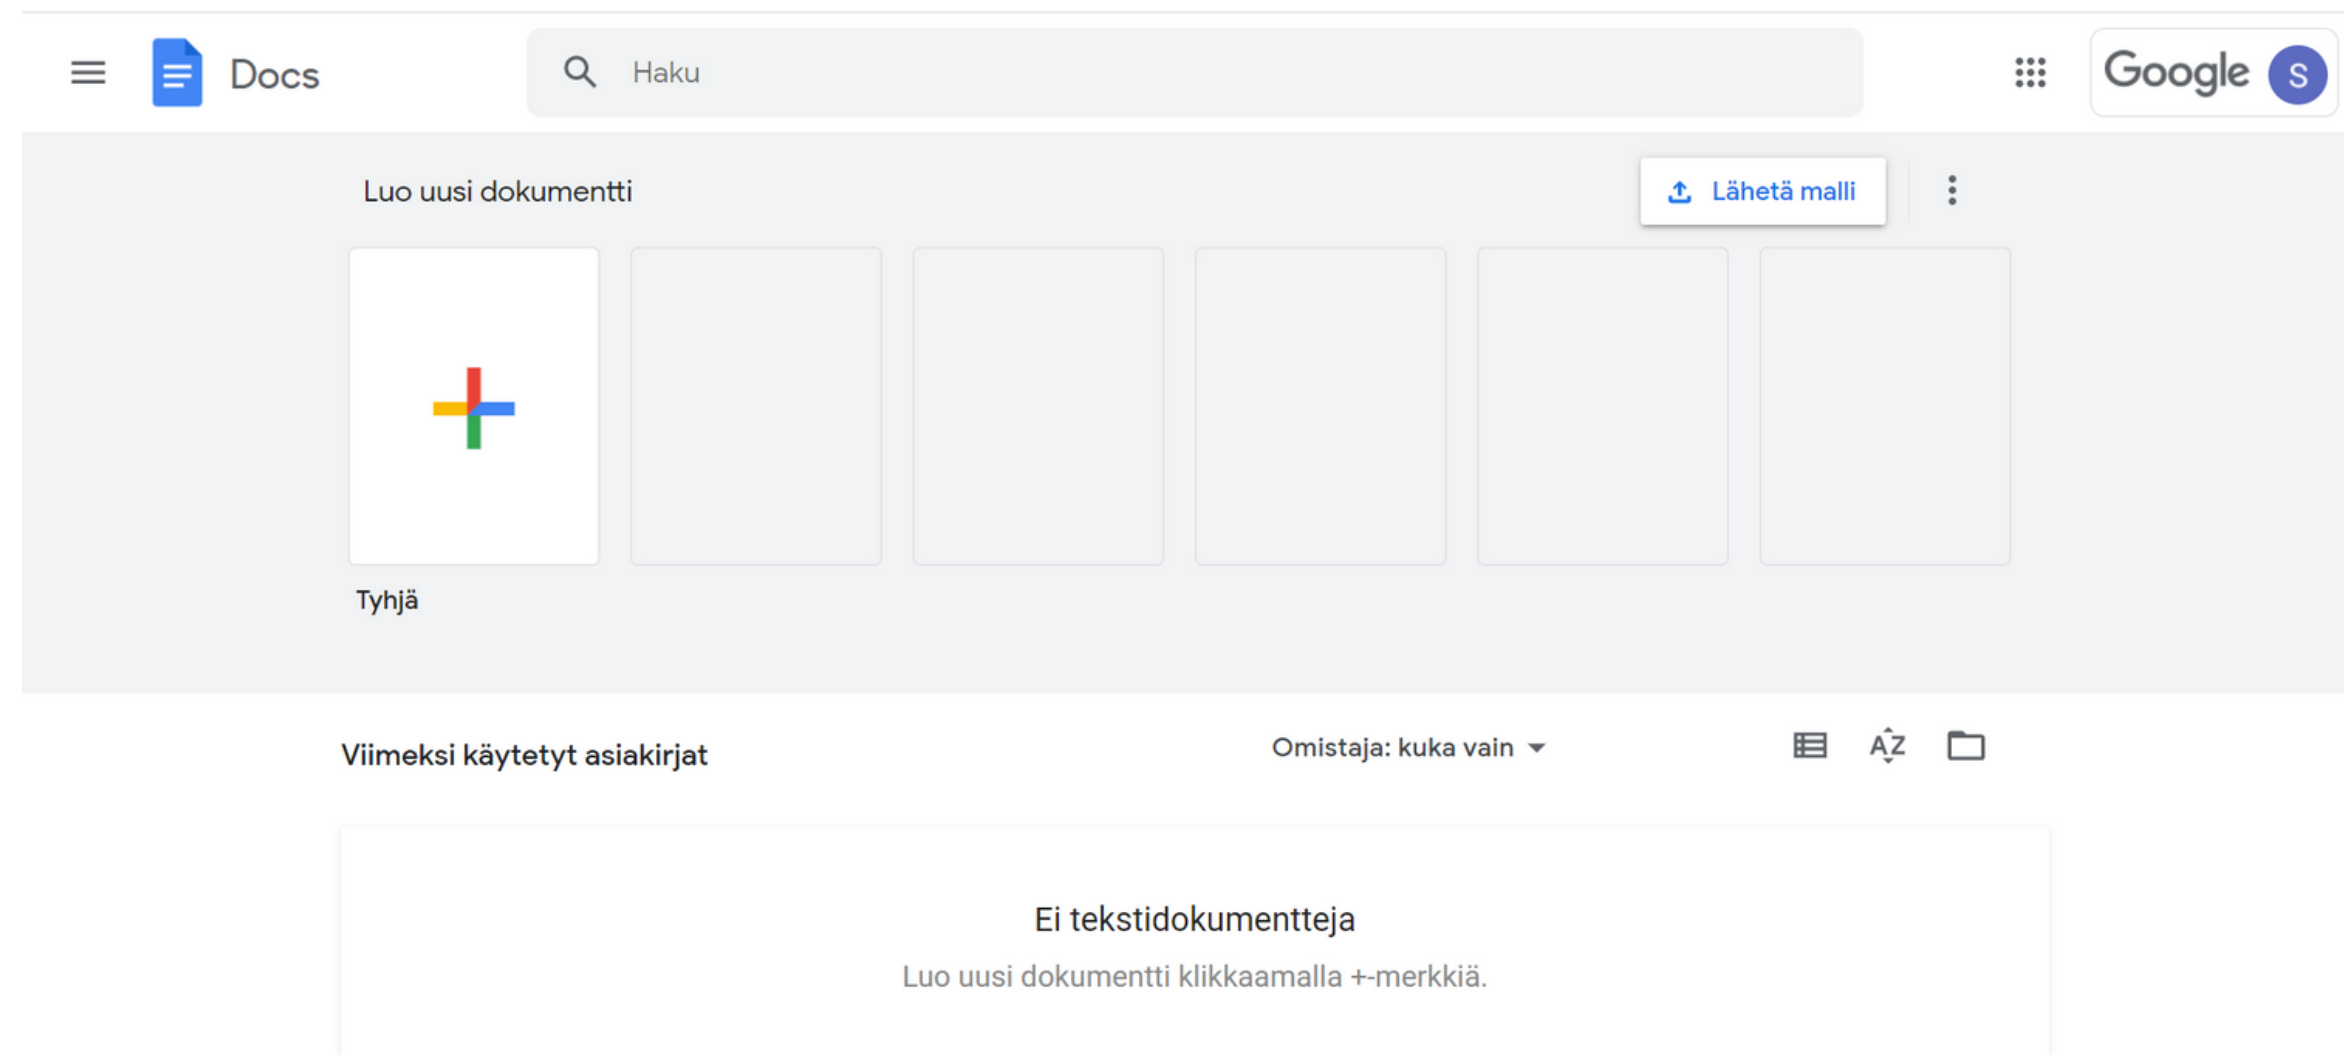 Docs
Haku
Google S
Luo uusi dokumentti
Lähetä malli
Tyhjä
Viimeksi käytetyt asiakirjat
Omistaja: kuka vain
AZ
Ei tekstidokumentteja
Luo uusi dokumentti klikkaamalla +-merkkiä.